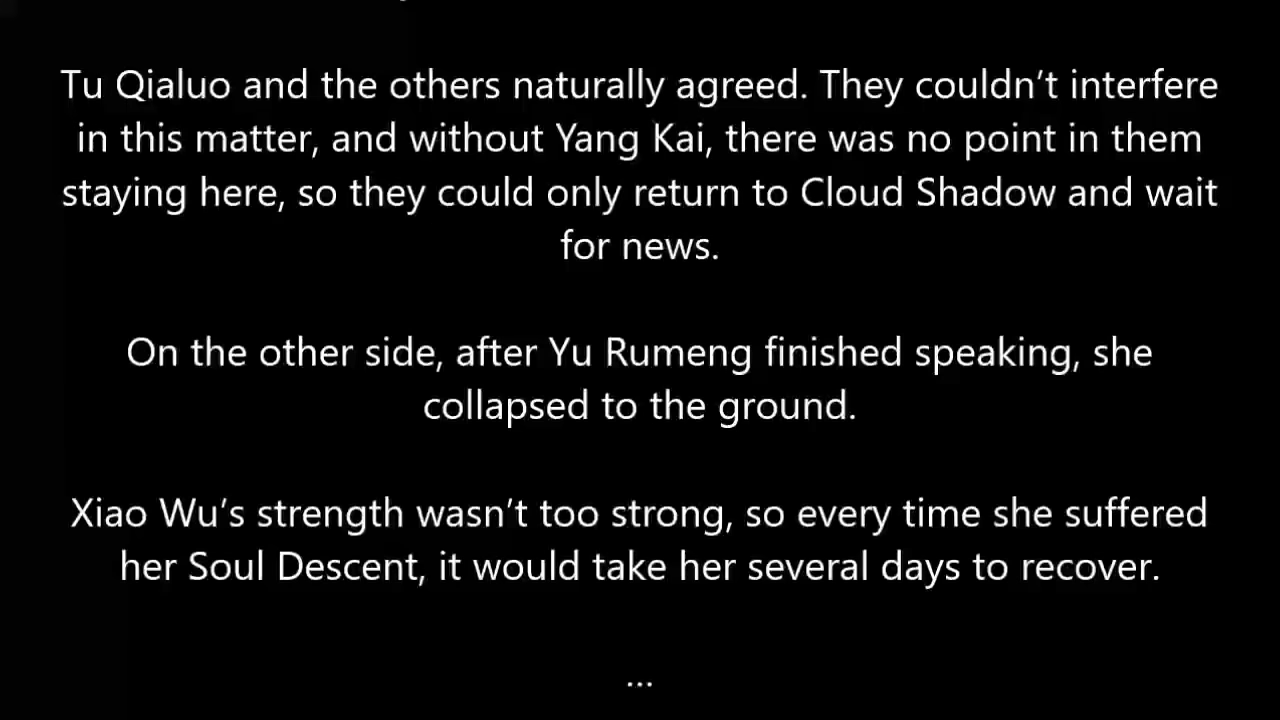 Tu Qialuo and the others naturally agreed. They couldn’t interfere
in this matter, and without Yang Kai, there was no point in them
staying here, so they could only return to Cloud Shadow and wait
for news.
On the other side, after Yu Rumeng finished speaking, she
collapsed to the ground.
Xiao Wu’s strength wasn’t too strong, so every time she suffered
her Soul Descent, it would take her several days to recover.
...